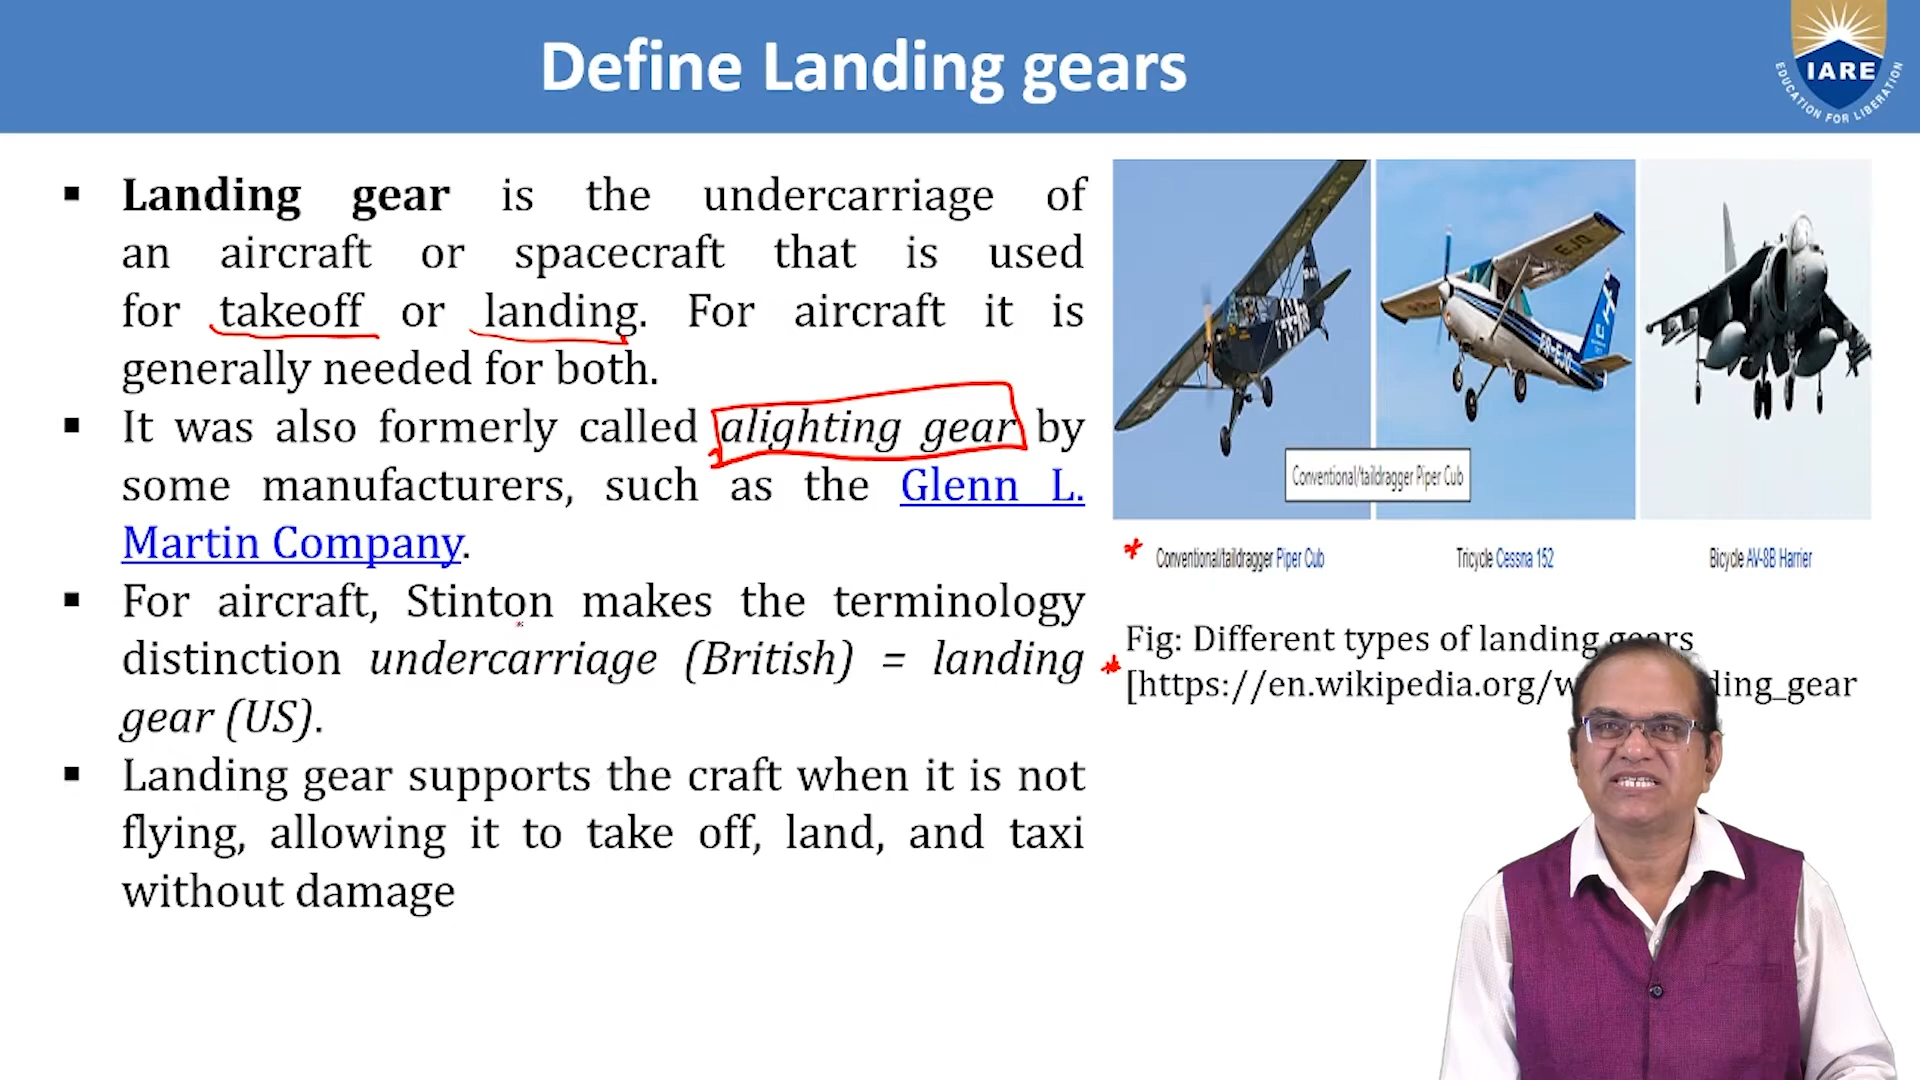 Define Landing gears
IARE
EDUCATION FOR LIBERATION
▪ Landing gear is the undercarriage of
an aircraft or spacecraft that is used
for takeoff or landing. For aircraft it is
generally needed for both.
▪ It was also formerly called alighting gear by
some manufacturers, such as the Glenn L.
Martin Company.
▪ For aircraft, Stinton makes the terminology
distinction undercarriage (British) = landing
gear (US).
▪ Landing gear supports the craft when it is not
flying, allowing it to take off, land, and taxi
without damage
EJQ
PR-EJQ
Conventional/taildragger Piper Cub
Conventional/taildragger Piper Cub
Tricycle Cessna 152
Bicycle AV-8B Harrier
Fig: Different types of landing gears
[https://en.wikipedia.org/w ding_gear